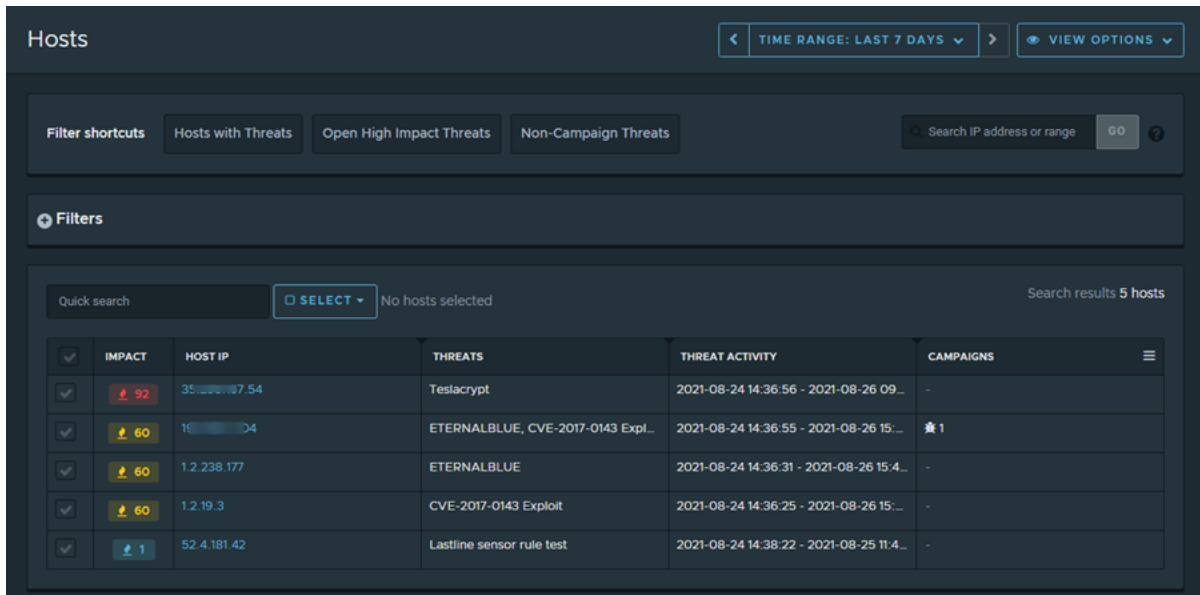 Hosts
TIME RANGE: LAST 7 DAYS
VIEW OPTIONS
Filter shortcuts Hosts with Threats Open High Impact Threats Non-Campaign Threats Search IP address or range GO ?
Filters
Quick search SELECT No hosts selected Search results 5 hosts
IMPACT HOST IP THREATS THREAT ACTIVITY CAMPAIGNS
92 Teslacrypt 2021-08-24 14:36:56 - 2021-08-26 09... -
60 ETERNALBLUE, CVE-2017-0143 Expl... 2021-08-24 14:36:55 - 2021-08-26 15:... 1
60 1.2.238.177 ETERNALBLUE 2021-08-24 14:36:31 - 2021-08-26 15:4... -
60 1.2.19.3 CVE-2017-0143 Exploit 2021-08-24 14:36:25 - 2021-08-26 15:... -
1 52.4.181.42 Lastline sensor rule test 2021-08-24 14:38:22 - 2021-08-25 11:4... -